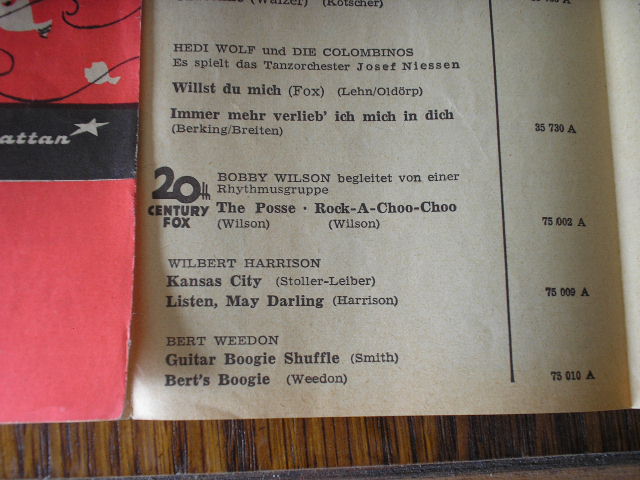 (Walzer) (Kotscher)
HEDI WOLF und DIE COLOMBINOS
Es spielt das Tanzorchester Josef Niessen
Willst du mich (Fox) (Lehn/Oldörp)
Immer mehr verlieb' ich mich in dich
(Berking/Breiten) 35 730 A
attan
20th CENTURY FOX
BOBBY WILSON begleitet von einer
Rhythmusgruppe
The Posse · Rock-A-Choo-Choo
(Wilson) (Wilson) 75 002 A
WILBERT HARRISON
Kansas City (Stoller-Leiber)
Listen, May Darling (Harrison) 75 009 A
BERT WEEDON
Guitar Boogie Shuffle (Smith)
Bert's Boogie (Weedon) 75 010 A